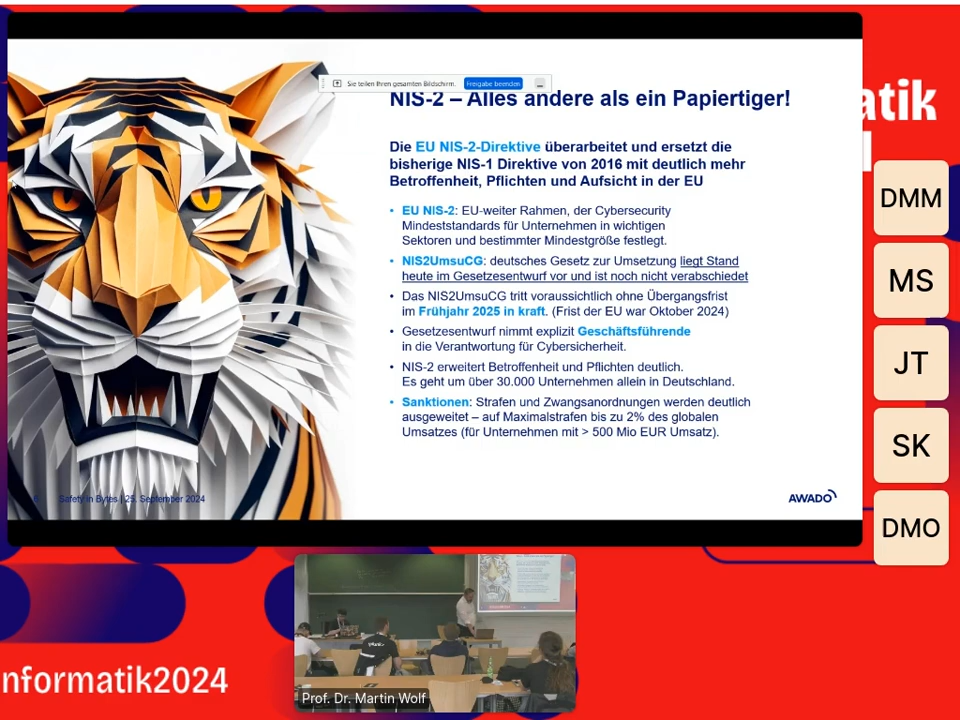 Sie teilen Ihren gesamten Bildschirm. Freigabe beenden
NIS-2 – Alles andere als ein Papiertiger!
Die EU NIS-2-Direktive überarbeitet und ersetzt die
bisherige NIS-1 Direktive von 2016 mit deutlich mehr
Betroffenheit, Pflichten und Aufsicht in der EU
• EU NIS-2: EU-weiter Rahmen, der Cybersecurity
Mindeststandards für Unternehmen in wichtigen
Sektoren und bestimmter Mindestgröße festlegt.
• NIS2UmsuCG: deutsches Gesetz zur Umsetzung liegt Stand
heute im Gesetzesentwurf vor und ist noch nicht verabschiedet
• Das NIS2UmsuCG tritt voraussichtlich ohne Übergangsfrist
im Frühjahr 2025 in kraft. (Frist der EU war Oktober 2024)
• Gesetzesentwurf nimmt explizit Geschäftsführende
in die Verantwortung für Cybersicherheit.
• NIS-2 erweitert Betroffenheit und Pflichten deutlich.
Es geht um über 30.000 Unternehmen allein in Deutschland.
• Sanktionen: Strafen und Zwangsanordnungen werden deutlich
ausgeweitet – auf Maximalstrafen bis zu 2% des globalen
Umsatzes (für Unternehmen mit > 500 Mio EUR Umsatz).
Safety in Bytes | 25. September 2024
AWADO
atik
DMM
MS
JT
SK
DMO
nformatik2024
Prof. Dr. Martin Wolf